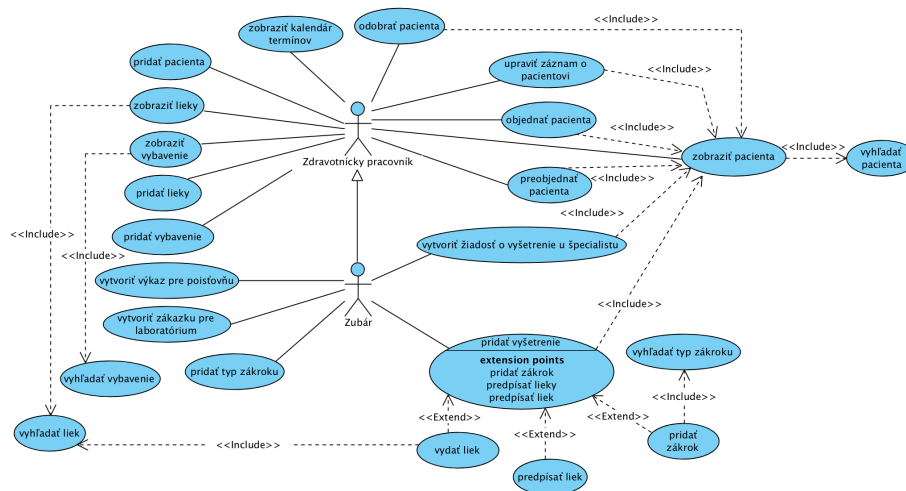 zobraziť kalendár
termínov
odobrať pacienta
<<Include>>
pridať pacienta
upraviť záznam o
pacientovi
<<Include>>
zobraziť lieky
objednať pacienta
<<Include>>
zobraziť
vybavenie
Zdravotnícky pracovník
zobraziť pacienta
<<Include>>
vyhľadať
pacienta
pridať lieky
preobjednať
pacienta
<<Include>>
<<Include>>
pridať vybavenie
<<Include>>
<<Include>>
vytvoriť žiadosť o vyšetrenie u špecialistu
vytvoriť výkaz pre poisťovňu
<<Include>>
vytvoriť zákazku pre
laboratórium
Zubár
pridať vyšetrenie
extension points
pridať zákrok
predpísať lieky
predpísať liek
vyhľadať typ zákroku
pridať typ zákroku
vyhľadať vybavenie
<<Include>>
<<Extend>>
<<Extend>>
<<Extend>>
vyhľadať liek
<<Include>>
vydať liek
pridať
zákrok
predpísať liek